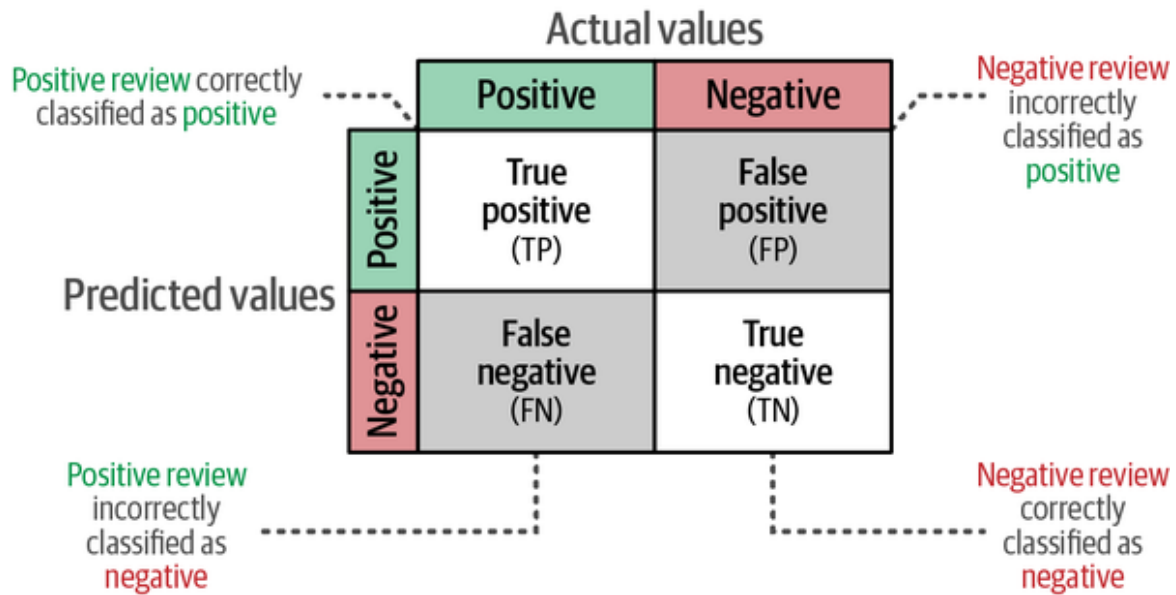 Actual values
Positive review correctly
classified as positive
Positive
Negative
Negative review
incorrectly
classified as
positive
Predicted values
Positive
True
positive
(TP)
False
positive
(FP)
Negative
False
negative
(FN)
True
negative
(TN)
Positive review
incorrectly
classified as
negative
Negative review
correctly
classified as
negative